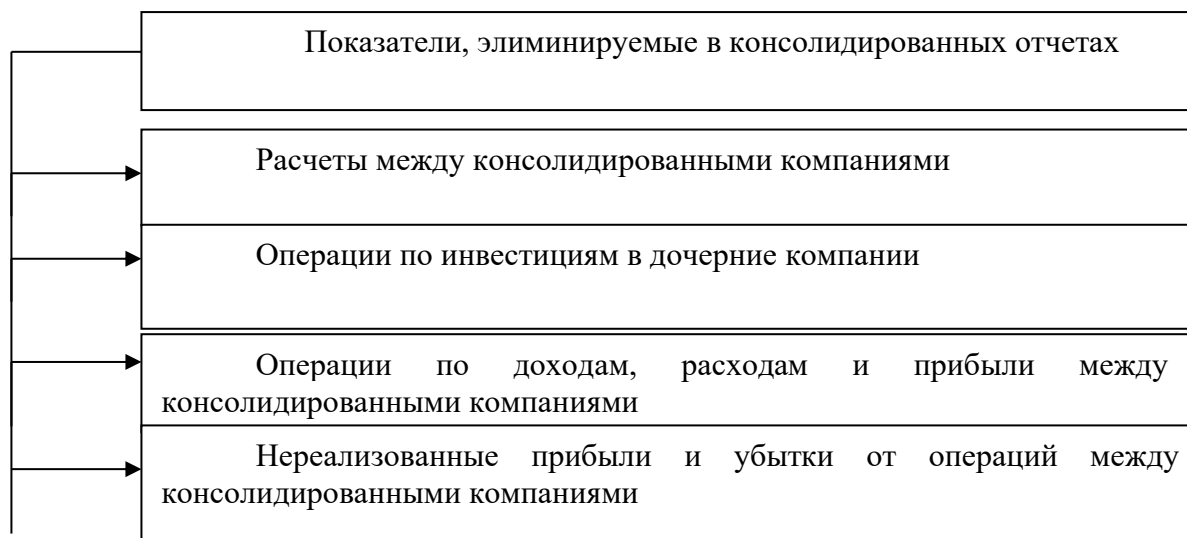 Показатели, элиминируемые в консолидированных отчетах
Расчеты между консолидированными компаниями
Операции по инвестициям в дочерние компании
Операции по доходам, расходам и прибыли между
консолидированными компаниями
Нереализованные прибыли и убытки от операций между
консолидированными компаниями